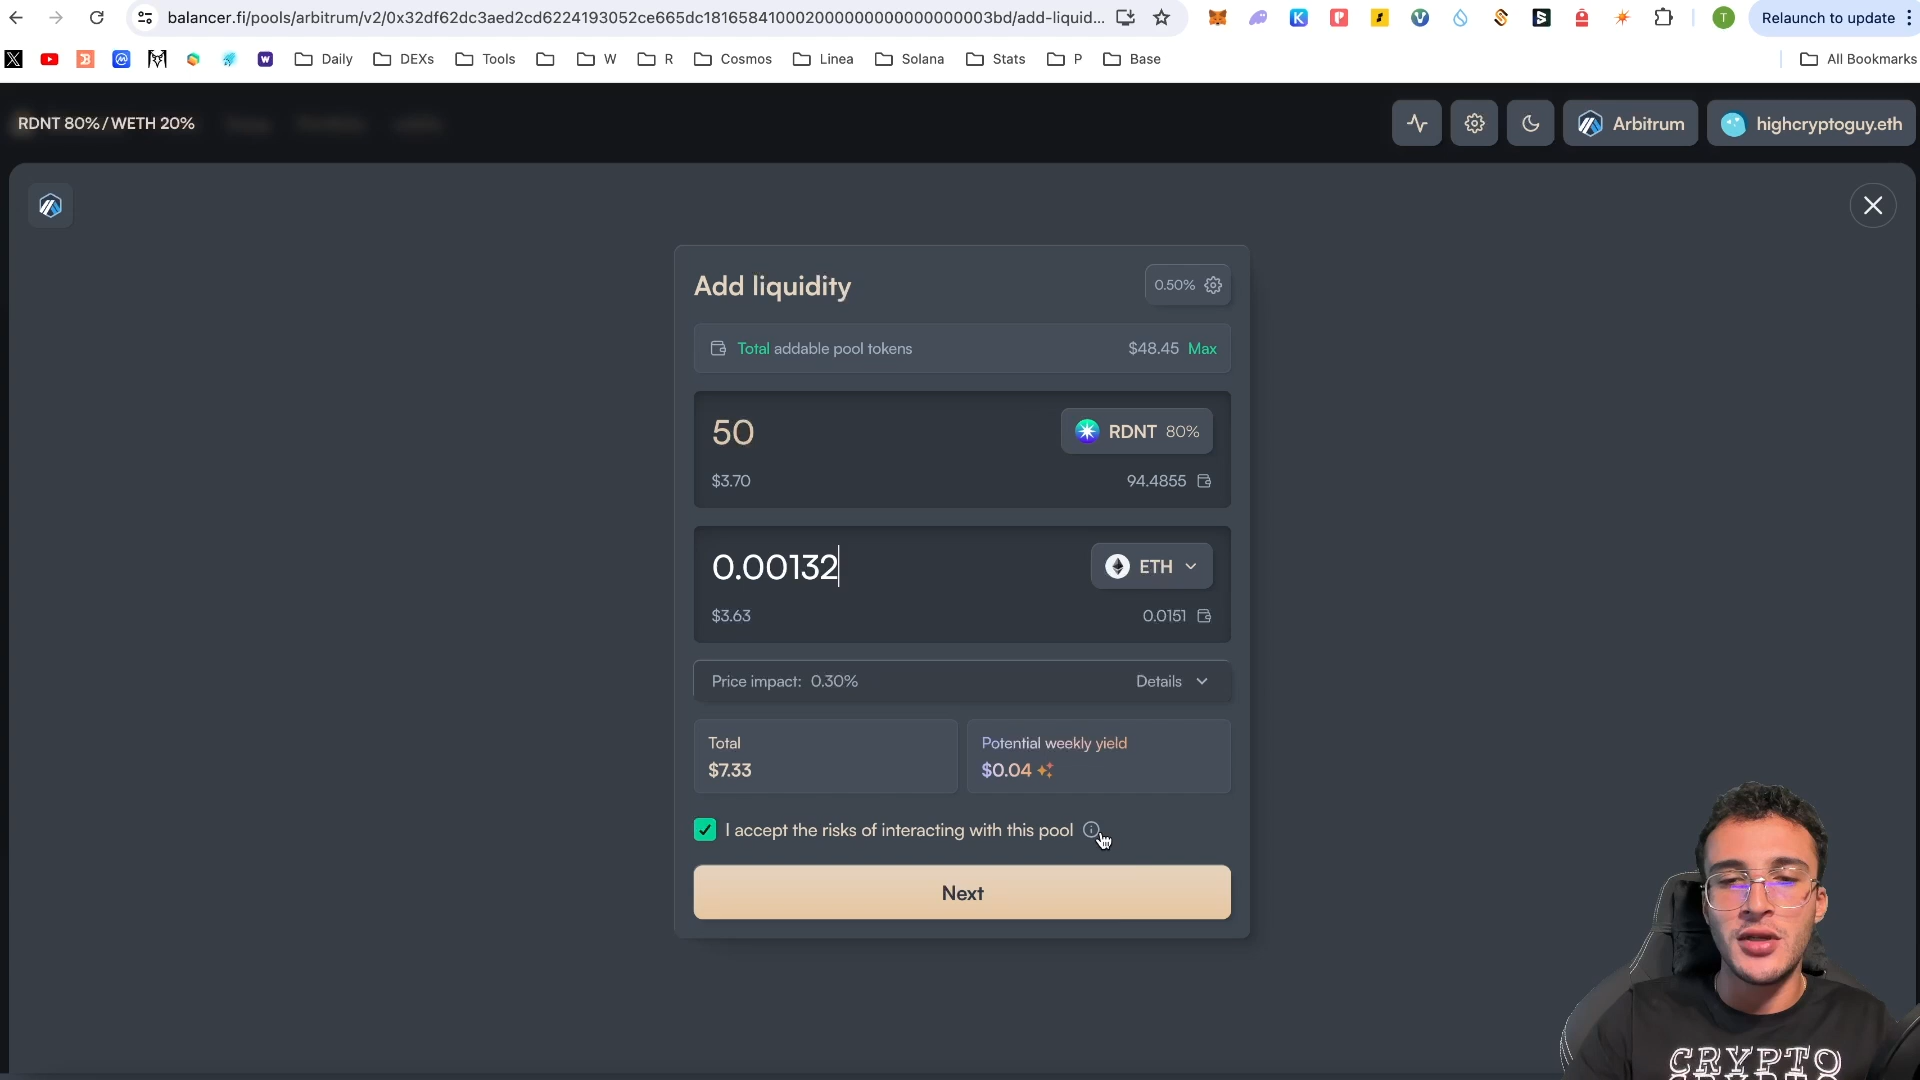 balancer.fi/pools/arbitrum/v2/0x32df62dc3aed2cd6224193052ce665dc181658410002000000000000000003bd/add-liquid...
T
Relaunch to update
Daily
DEXs
Tools
W
R
Cosmos
Linea
Solana
Stats
P
Base
All Bookmarks
RDNT 80% / WETH 20%
Arbitrum
highcryptoguy.eth
Add liquidity
0.50%
Total addable pool tokens
$48.45 Max
50
RDNT 80%
$3.70
94.4855
0.00132
ETH
$3.63
0.0151
Price impact: 0.30%
Details
Total
$7.33
Potential weekly yield
$0.04
I accept the risks of interacting with this pool
Next
CRYPTO